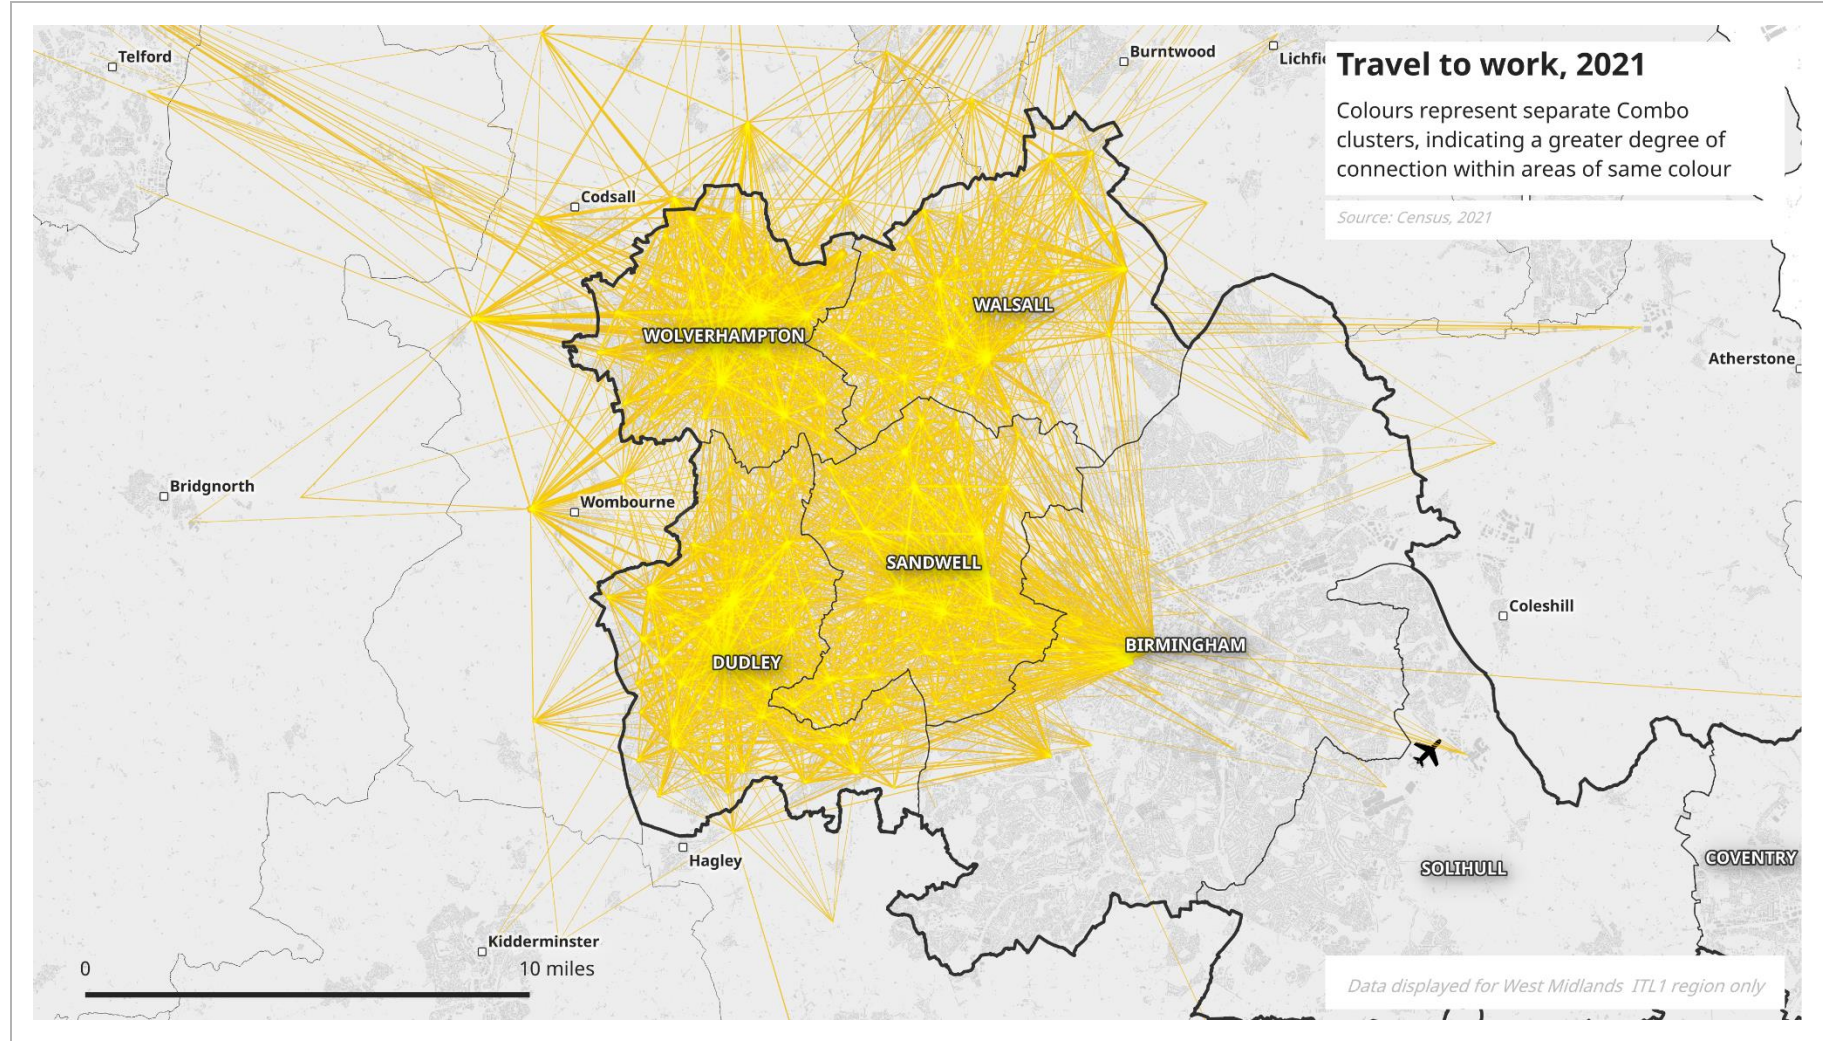 Telford
Burntwood
Lichfie
Travel to work, 2021
Colours represent separate Combo
clusters, indicating a greater degree of
connection within areas of same colour
Source: Census, 2021
Codsall
WALSALL
WOLVERHAMPTON
Atherstone
Bridgnorth
Wombourne
SANDWELL
Coleshill
BIRMINGHAM
DUDLEY
Hagley
SOLIHULL
COVENTRY
Kidderminster
0
10 miles
Data displayed for West Midlands ITL1 region only